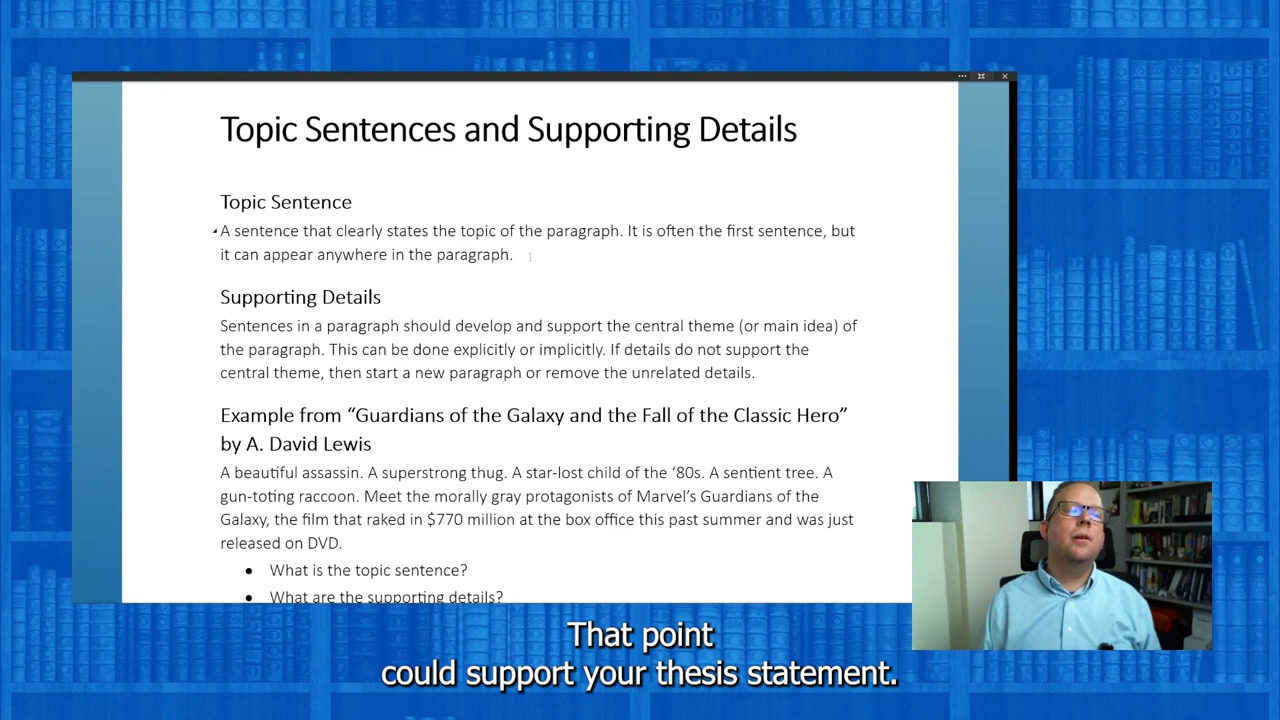 Topic Sentences and Supporting Details
Topic Sentence
A sentence that clearly states the topic of the paragraph. It is often the first sentence, but
it can appear anywhere in the paragraph.
Supporting Details
Sentences in a paragraph should develop and support the central theme (or main idea) of
the paragraph. This can be done explicitly or implicitly. If details do not support the
central theme, then start a new paragraph or remove the unrelated details.
Example from “Guardians of the Galaxy and the Fall of the Classic Hero”
by A. David Lewis
A beautiful assassin. A superstrong thug. A star-lost child of the ‘80s. A sentient tree. A
gun-toting raccoon. Meet the morally gray protagonists of Marvel’s Guardians of the
Galaxy, the film that raked in $770 million at the box office this past summer and was just
released on DVD.
• What is the topic sentence?
• What are the supporting details?
That point
could support your thesis statement.